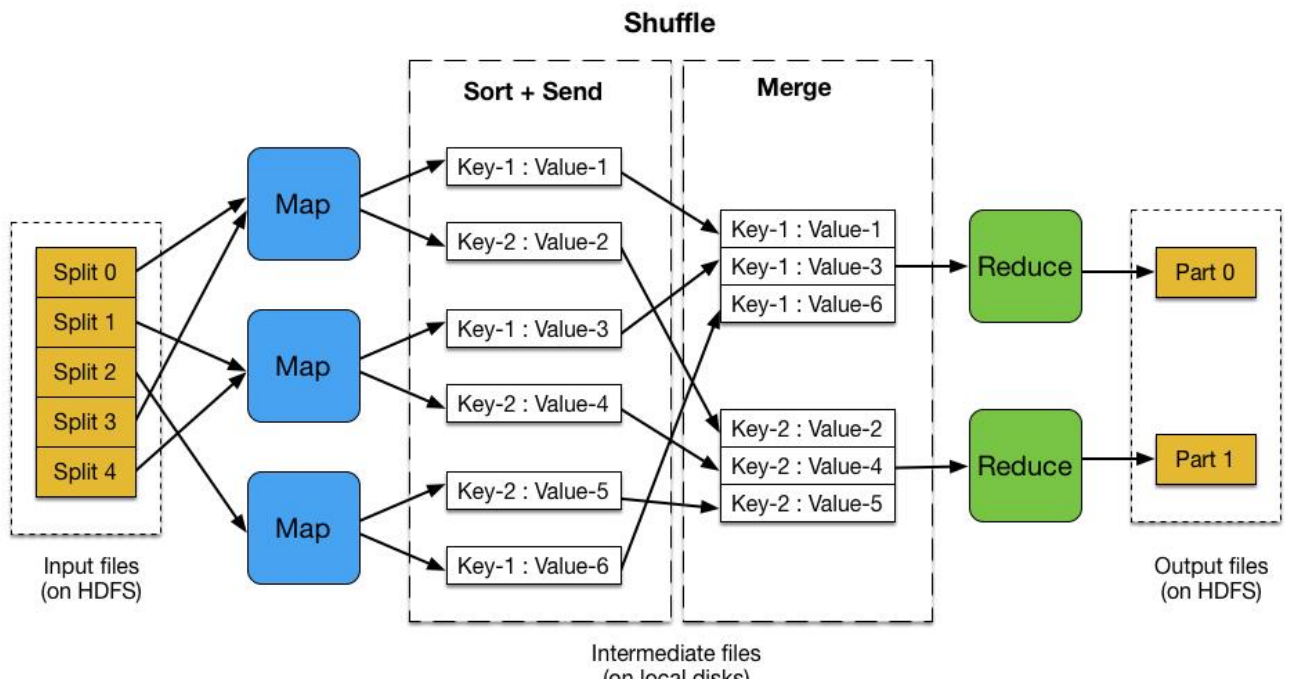 Shuffle
Sort + Send
Merge
Split 0
Split 1
Split 2
Split 3
Split 4
Input files
(on HDFS)
Map
Map
Map
Key-1 : Value-1
Key-2 : Value-2
Key-1 : Value-3
Key-2 : Value-4
Key-2 : Value-5
Key-1 : Value-6
Key-1 : Value-1
Key-1 : Value-3
Key-1 : Value-6
Key-2 : Value-2
Key-2 : Value-4
Key-2 : Value-5
Reduce
Reduce
Part 0
Part 1
Output files
(on HDFS)
Intermediate files
(on local disks)